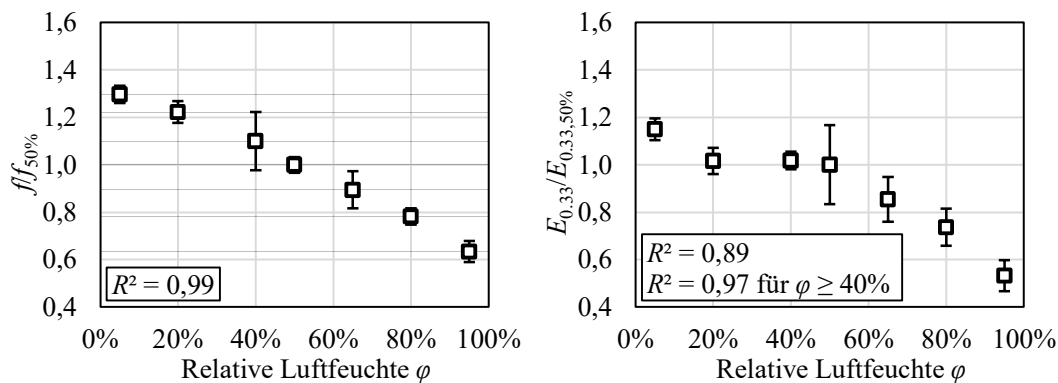 f/f50%
1,6
1,4
1,2
1,0
0,8
0,6
0,4
R² = 0,99
0% 20% 40% 60% 80% 100%
Relative Luftfeuchte φ
E0.33/E0.33,50%
1,6
1,4
1,2
1,0
0,8
0,6
0,4
R² = 0,89
R² = 0,97 für φ ≥ 40%
0% 20% 40% 60% 80% 100%
Relative Luftfeuchte φ